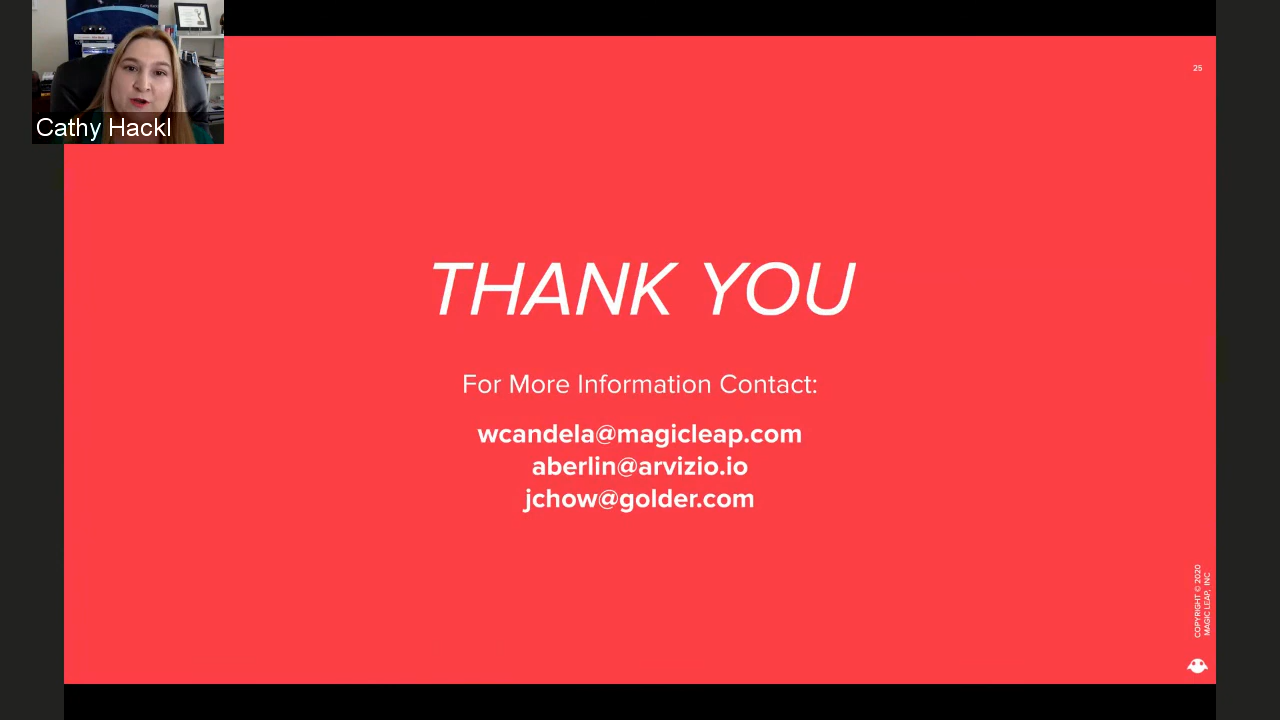 Cathy Hackl
25
THANK YOU
For More Information Contact:
wcandela@magicleap.com
aberlin@arvizio.io
jchow@golder.com
COPYRIGHT © 2020
MAGIC LEAP, INC